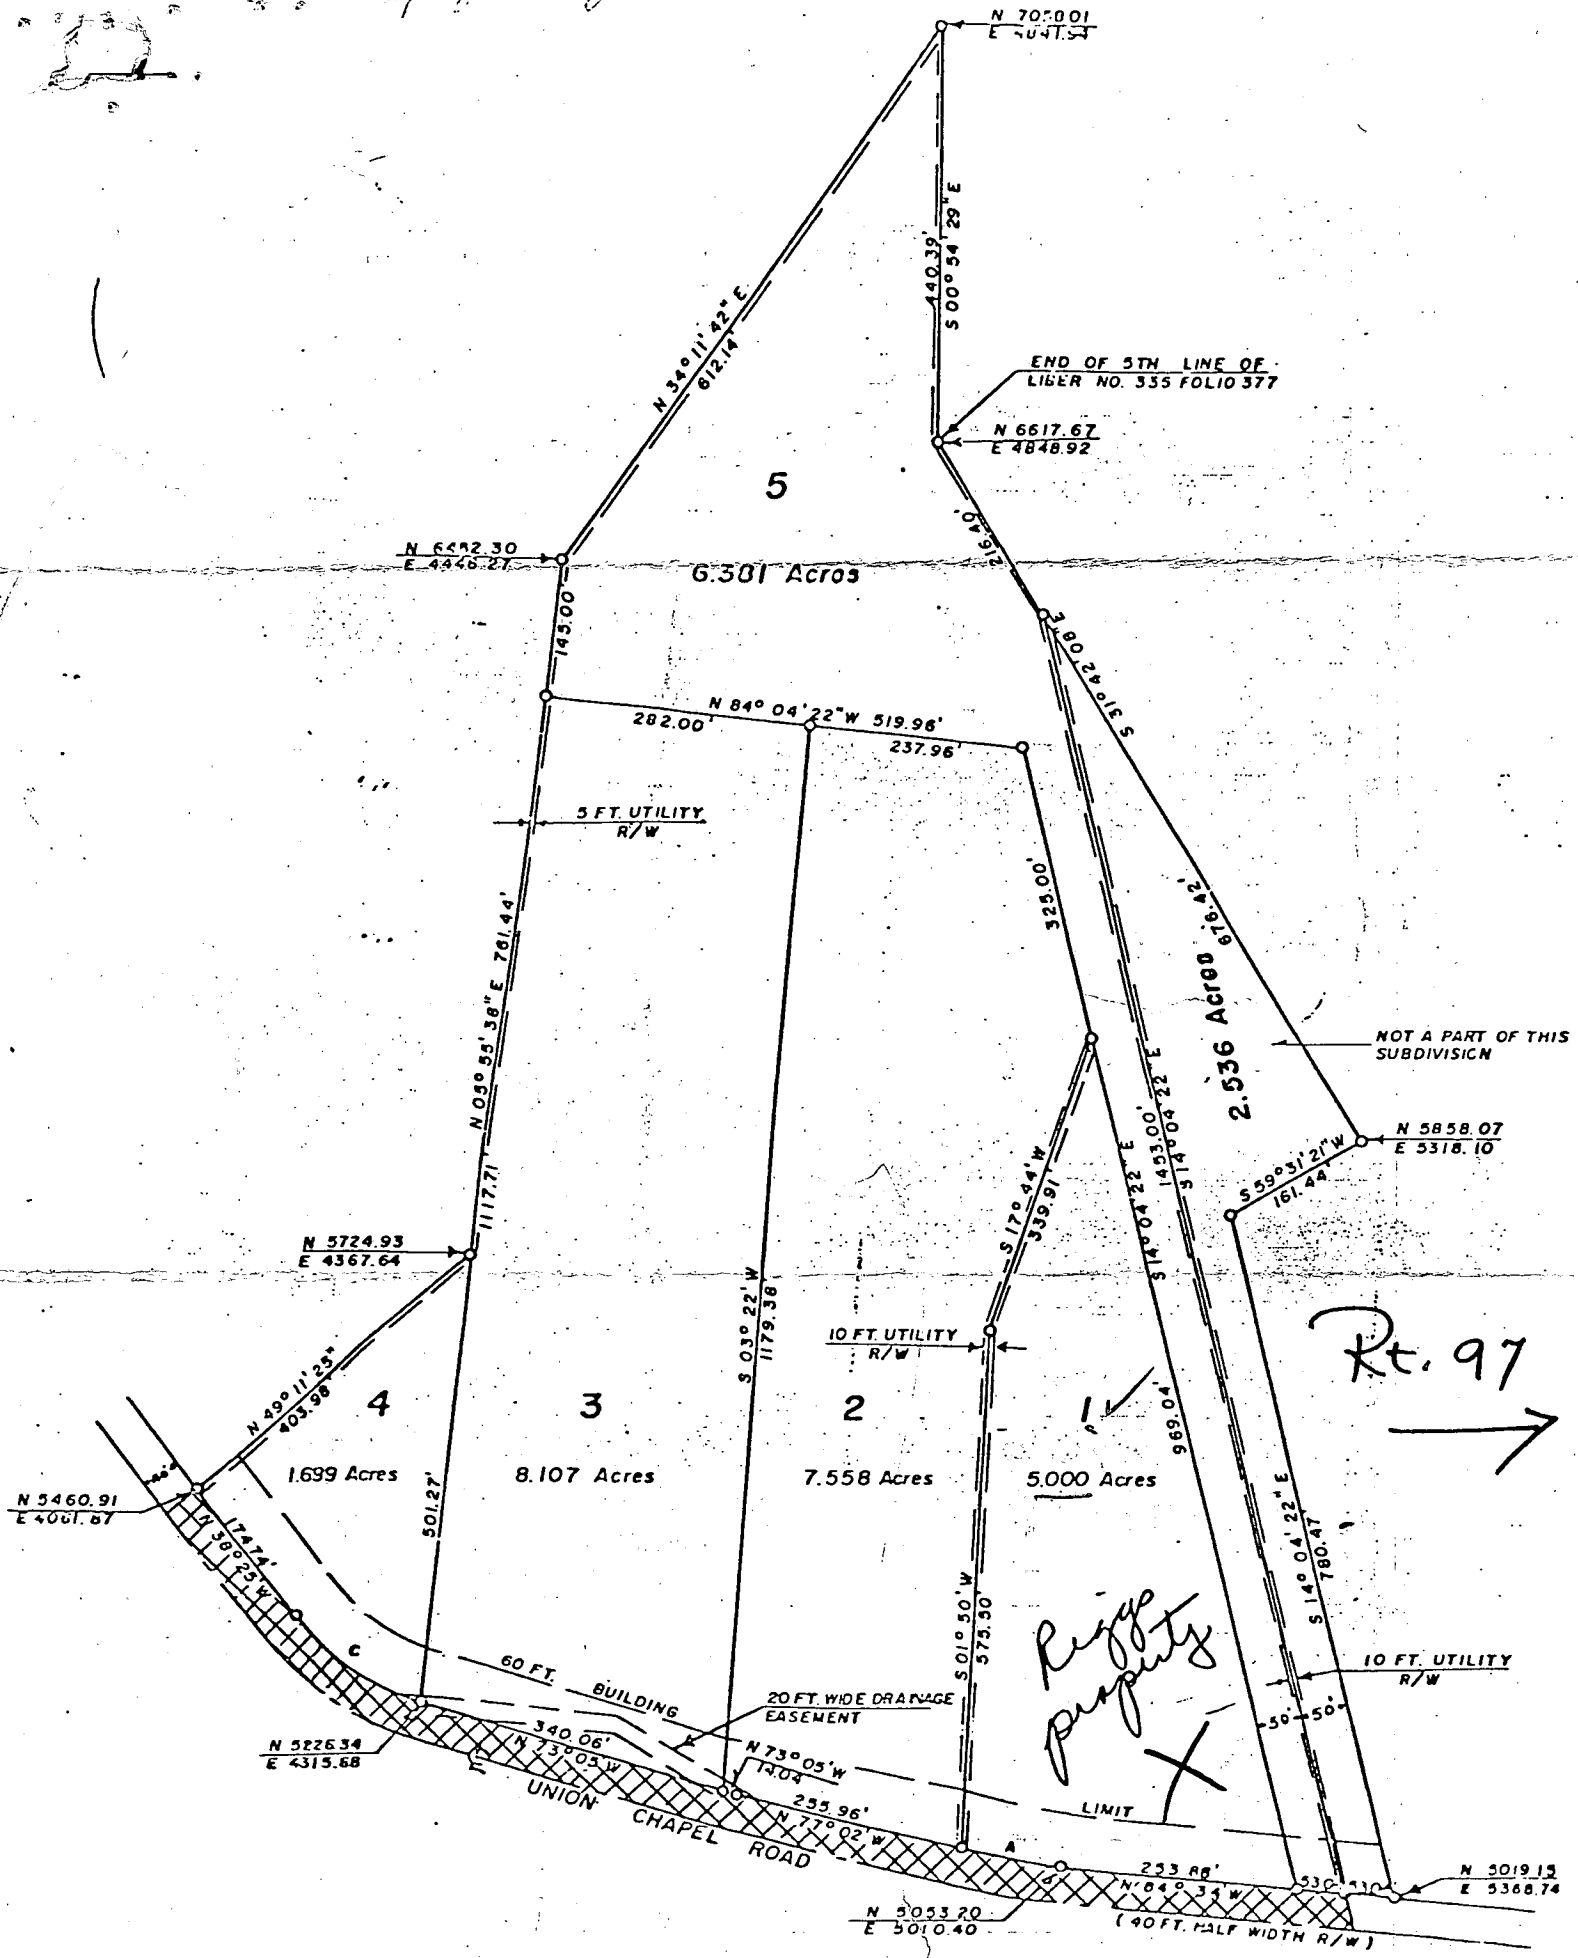 END OF 5TH LINE OF
LIBER NO. 335 FOLIO 377
S 00° 54' 29" E
440.39'
N 34° 11' 42" E
612.14'
N 6617.67
E 4848.92
5
216.40'
E 4446.27
Acres
145.00'
S 31° 42' 08" E
N 84° 04' 22" W 519.96'
282.00'
237.96'
5 FT. UTILITY
R/W
325.00'
N 05° 55' 38" E 761.44'
1117.71'
676.42'
2.536 Acres
NOT A PART OF THIS
SUBDIVISION
N 5858.07
E 5318.10
S 59° 31' 21" W
161.44'
S 14° 04' 22" E
1453.00'
S 14° 04' 22" E
969.04'
S 17° 44' W
339.91'
N 5724.93
E 4367.64
S 03° 22' W
1179.38'
10 FT. UTILITY
R/W
Rt. 97
N 49° 11' 25"
403.98'
4
3
2
1
1.699 Acres
8.107 Acres
7.558 Acres
5.000 Acres
N 5460.91
E 4061.87
174.74'
N 38° 25' W
501.27'
S 14° 04' 22" E
780.47'
S 01° 50' W
575.50'
Riggs
property
C
60 FT.
BUILDING
LIMIT
20 FT. WIDE DRAINAGE
EASEMENT
10 FT. UTILITY
R/W
50'
50'
N 5226.34
E 4315.68
340.06'
N 73° 05' W
N 73° 05' W
14.04
255.96'
N 77° 02' W
A
253.88'
N 84° 34' W
UNION CHAPEL ROAD
N 5019.15
E 5368.74
N 5053.20
E 5010.40
(40 FT. HALF WIDTH R/W)